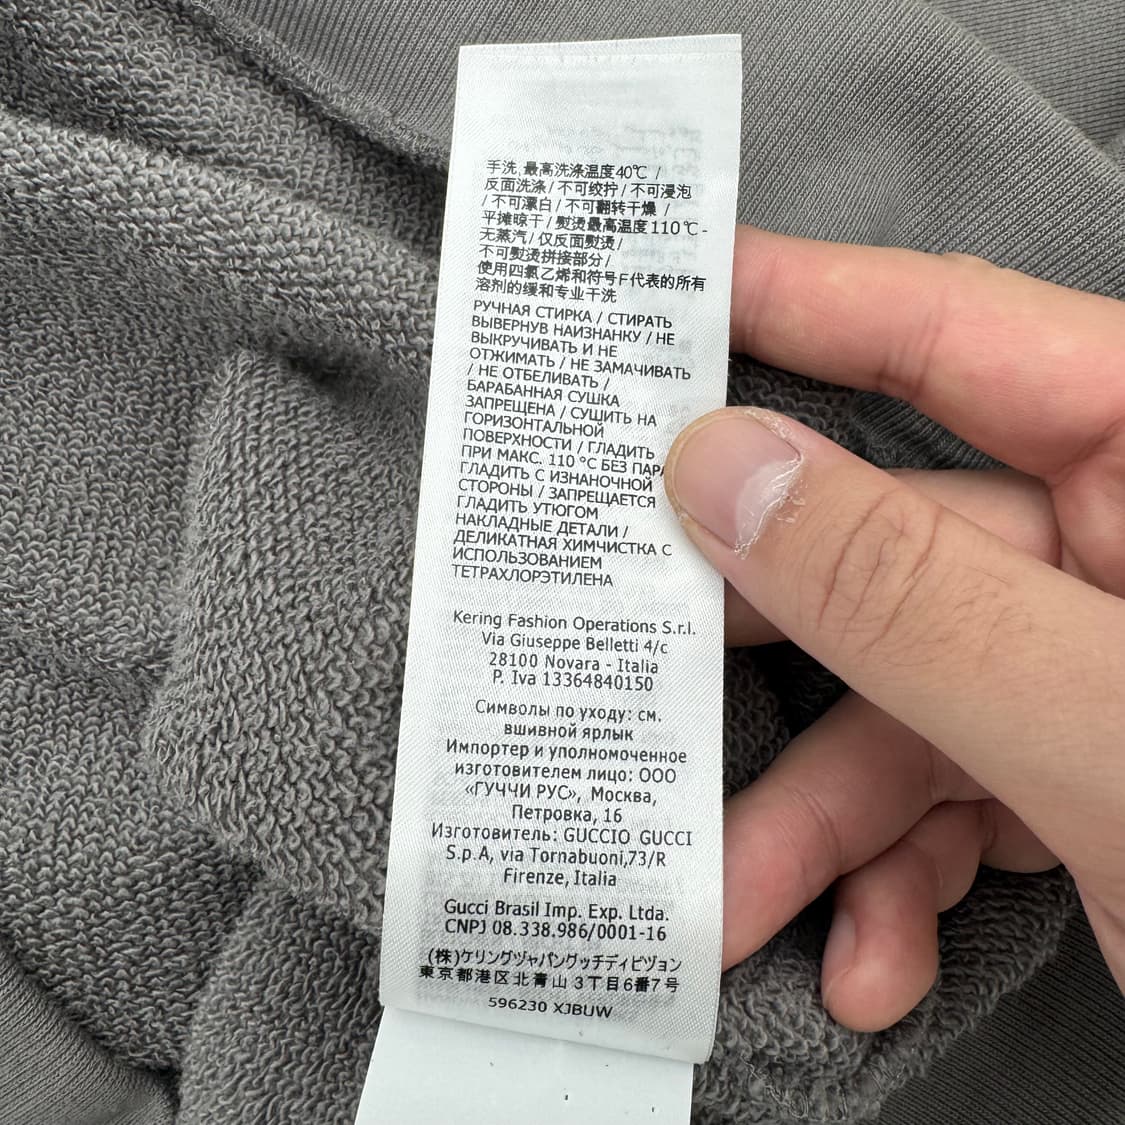 手洗,最高洗涤温度40℃ /
反面洗涤 / 不可绞拧 / 不可浸泡
/ 不可漂白 / 不可翻转干燥 /
平摊晾干 / 熨烫最高温度110℃ -
无蒸汽 / 仅反面熨烫 /
不可熨烫拼接部分 /
使用四氯乙烯和符号F代表的所有
溶剂的缓和专业干洗
РУЧНАЯ СТИРКА / СТИРАТЬ
ВЫВЕРНУВ НАИЗНАНКУ / НЕ
ВЫКРУЧИВАТЬ И НЕ
ОТЖИМАТЬ / НЕ ЗАМАЧИВАТЬ
/ НЕ ОТБЕЛИВАТЬ /
БАРАБАННАЯ СУШКА
ЗАПРЕЩЕНА / СУШИТЬ НА
ГОРИЗОНТАЛЬНОЙ
ПОВЕРХНОСТИ / ГЛАДИТЬ
ПРИ МАКС. 110 °C БЕЗ ПАРА
ГЛАДИТЬ С ИЗНАНОЧНОЙ
СТОРОНЫ / ЗАПРЕЩАЕТСЯ
ГЛАДИТЬ УТЮГОМ
НАКЛАДНЫЕ ДЕТАЛИ /
ДЕЛИКАТНАЯ ХИМЧИСТКА С
ИСПОЛЬЗОВАНИЕМ
ТЕТРАХЛОРЭТИЛЕНА
Kering Fashion Operations S.r.l.
Via Giuseppe Belletti 4/c
28100 Novara - Italia
P. Iva 13364840150
Символы по уходу: см.
вшивной ярлык
Импортер и уполномоченное
изготовителем лицо: ООО
«ГУЧЧИ РУС», Москва,
Петровка, 16
Изготовитель: GUCCIO GUCCI
S.p.A, via Tornabuoni,73/R
Firenze, Italia
Gucci Brasil Imp. Exp. Ltda.
CNPJ 08.338.986/0001-16
(株)ケリングジャパングッチディビジョン
東京都港区北青山3丁目6番7号
596230 XJBUW